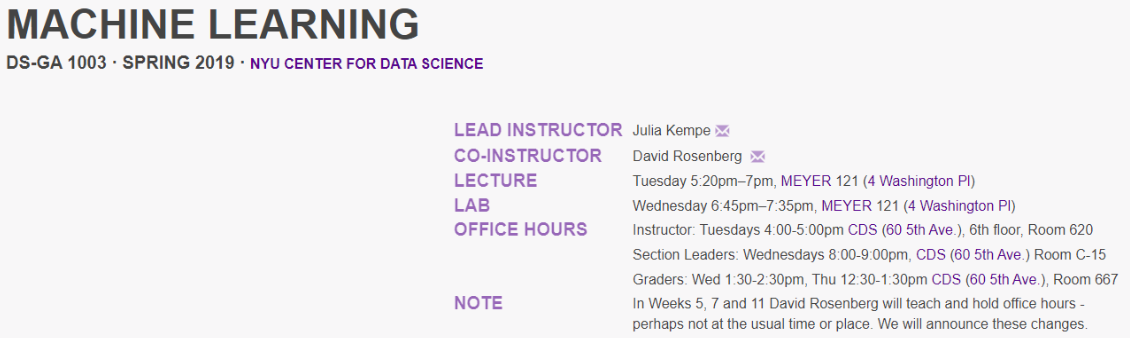 MACHINE LEARNING
DS-GA 1003 · SPRING 2019 · NYU CENTER FOR DATA SCIENCE
LEAD INSTRUCTOR Julia Kempe
CO-INSTRUCTOR David Rosenberg
LECTURE Tuesday 5:20pm–7pm, MEYER 121 (4 Washington Pl)
LAB Wednesday 6:45pm–7:35pm, MEYER 121 (4 Washington Pl)
OFFICE HOURS Instructor: Tuesdays 4:00-5:00pm CDS (60 5th Ave.), 6th floor, Room 620
Section Leaders: Wednesdays 8:00-9:00pm, CDS (60 5th Ave.) Room C-15
Graders: Wed 1:30-2:30pm, Thu 12:30-1:30pm CDS (60 5th Ave.), Room 667
NOTE In Weeks 5, 7 and 11 David Rosenberg will teach and hold office hours -
perhaps not at the usual time or place. We will announce these changes.